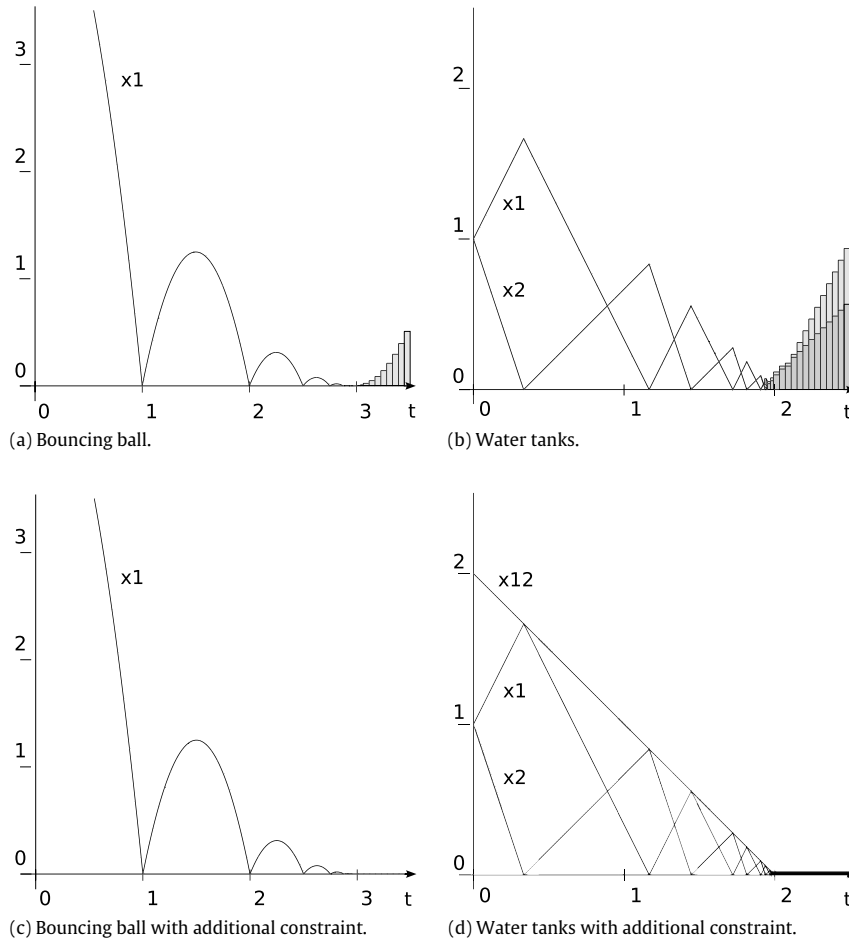 3
x1
2
1
0
0 1 2 3 t
(a) Bouncing ball.
2
x1
1
x2
0
0 1 2 t
(b) Water tanks.
3
x1
2
1
0
0 1 2 3 t
(c) Bouncing ball with additional constraint.
2
x12
x1
1
x2
0
0 1 2 t
(d) Water tanks with additional constraint.